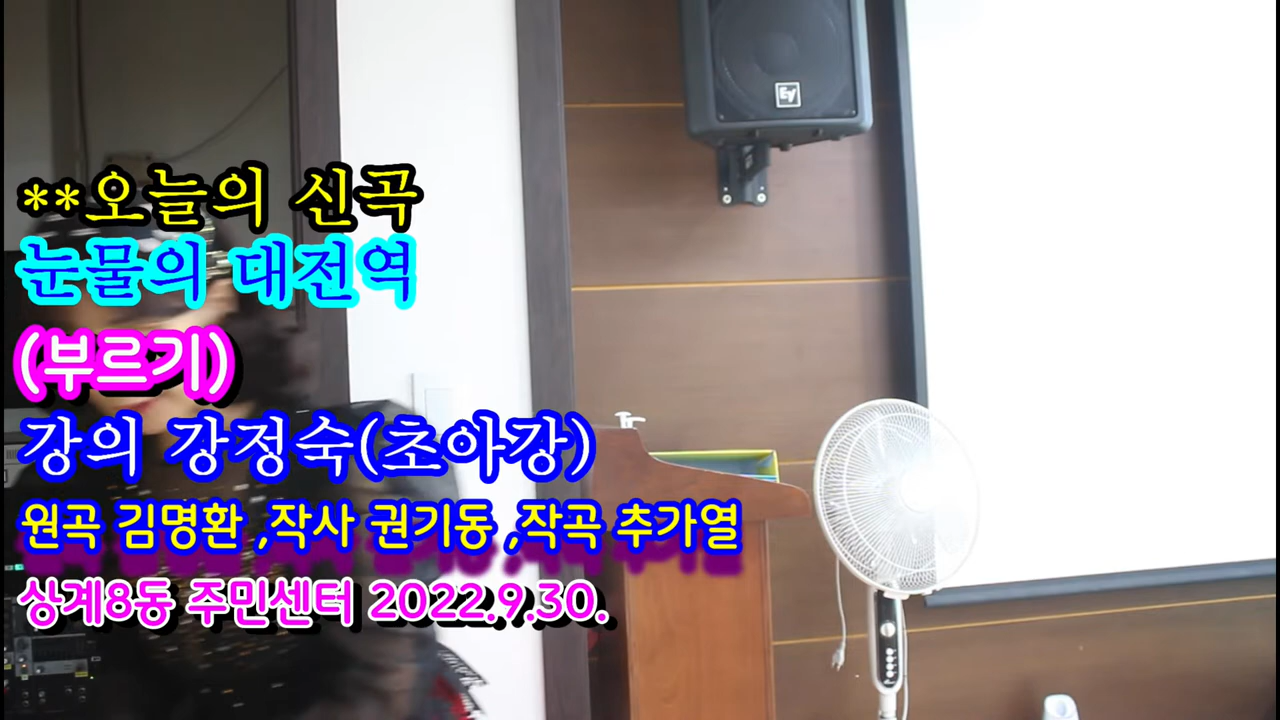 **오늘의 신곡
눈물의 대전역
(부르기)
강의 강정숙(초아강)
원곡 김명환 ,작사 권기동 ,작곡 추가열
상계8동 주민센터 2022.9.30.
EV